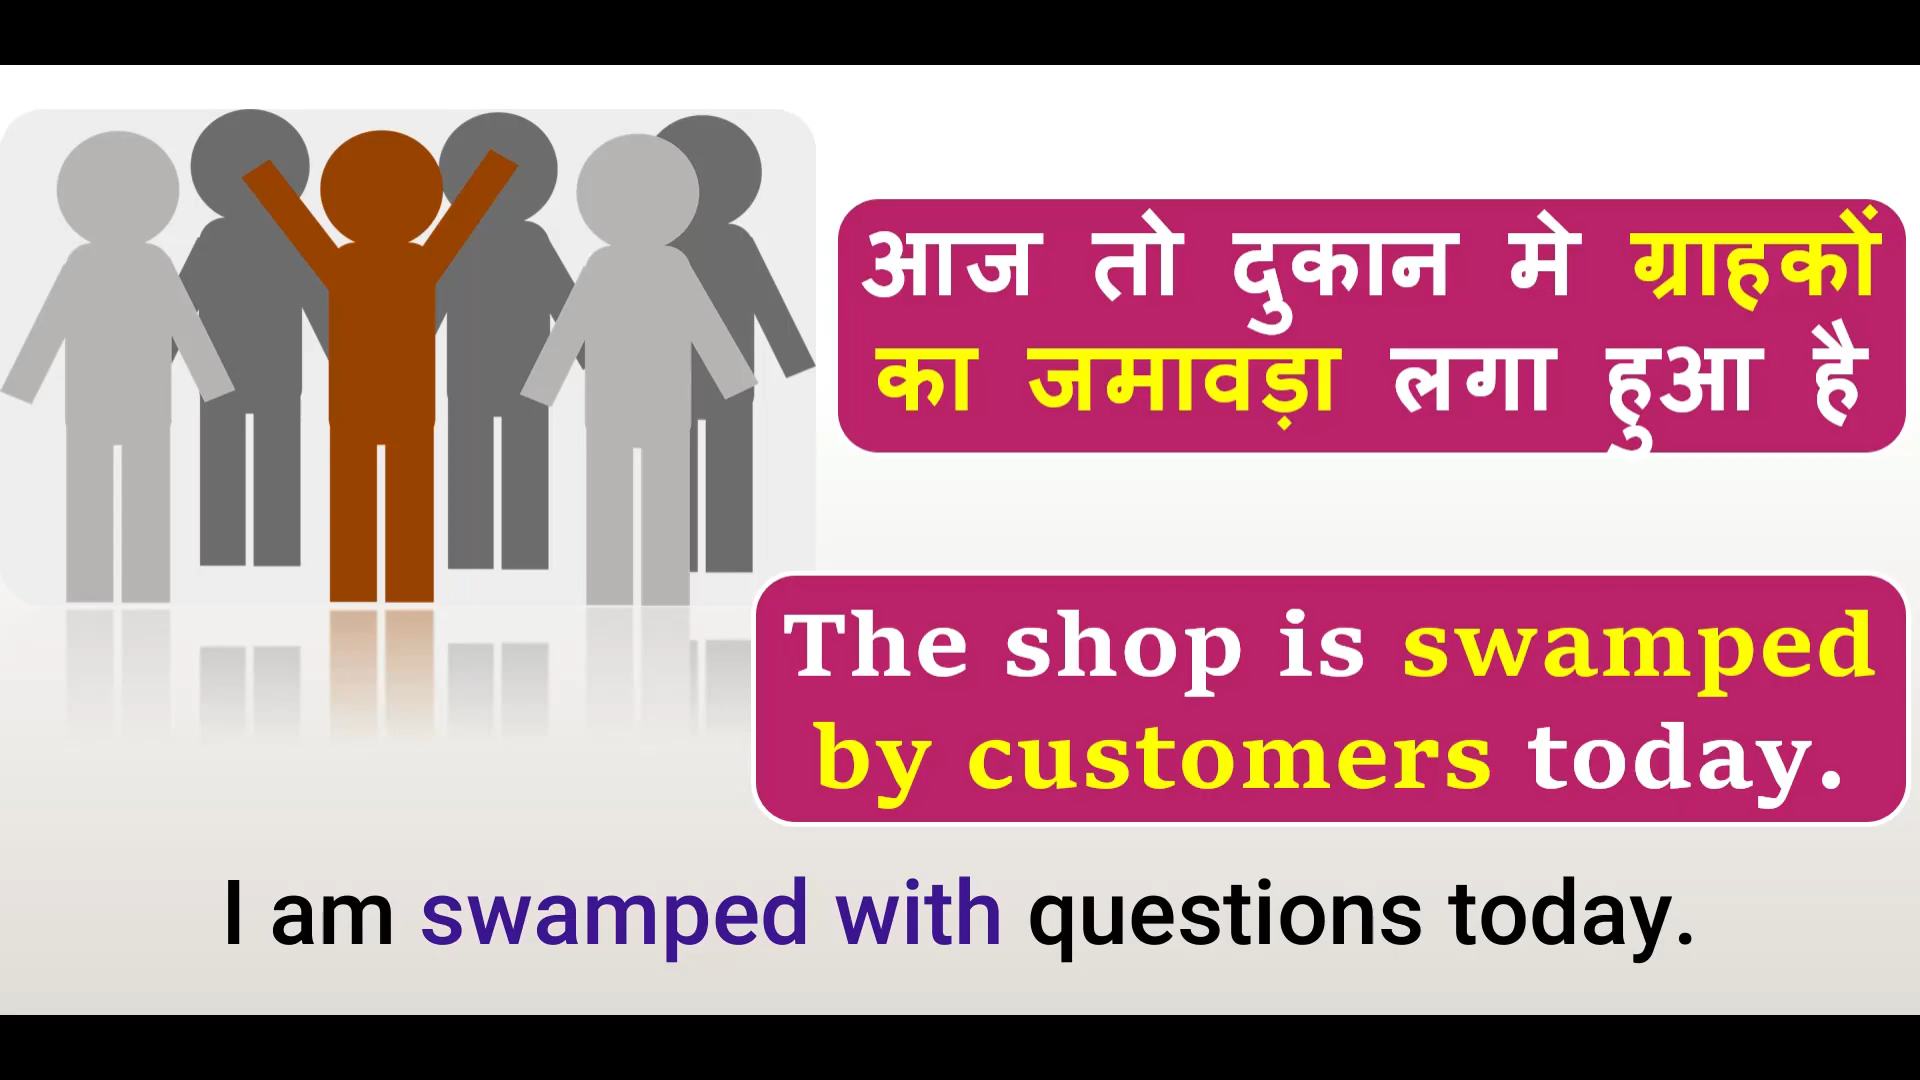 आज तो दुकान मे ग्राहकों
का जमावड़ा लगा हुआ है
The shop is swamped
by customers today.
I am swamped with questions today.